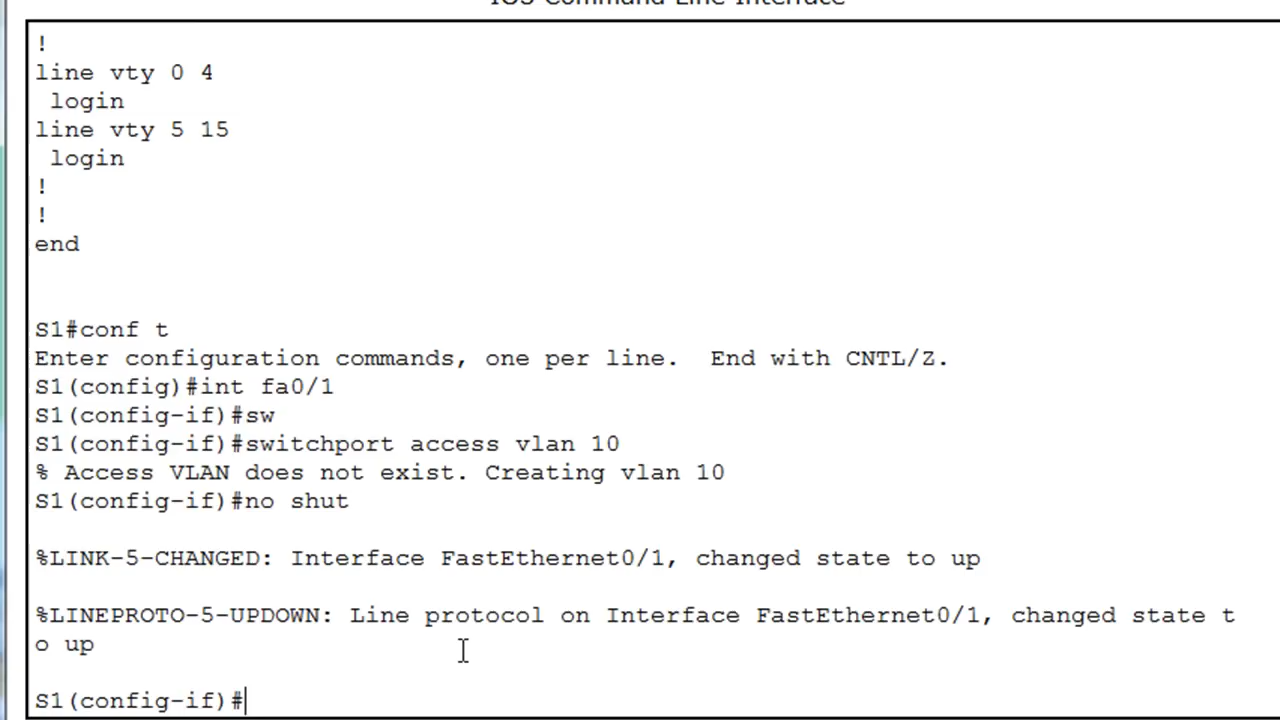 IOS Command Line Interface
!
line vty 0 4
 login
line vty 5 15
 login
!
!
end
S1#conf t
Enter configuration commands, one per line.  End with CNTL/Z.
S1(config)#int fa0/1
S1(config-if)#sw
S1(config-if)#switchport access vlan 10
% Access VLAN does not exist. Creating vlan 10
S1(config-if)#no shut
%LINK-5-CHANGED: Interface FastEthernet0/1, changed state to up
%LINEPROTO-5-UPDOWN: Line protocol on Interface FastEthernet0/1, changed state t
o up
S1(config-if)#